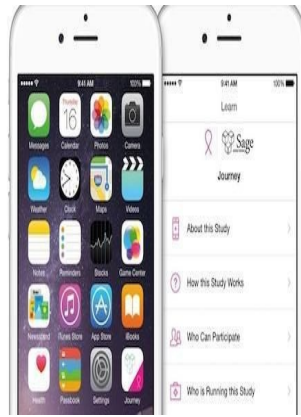 9:41 AM 100%
Thursday
16
Messages Calendar Photos Camera
Weather Clock Maps Videos
Notes Reminders Stocks Game Center
Newsstand iTunes Store App Store iBooks
Health Passbook Settings Journey
9:41 AM 100%
Learn
Sage
Journey
About this Study
How this Study Works
Who Can Participate
Who is Running this Study